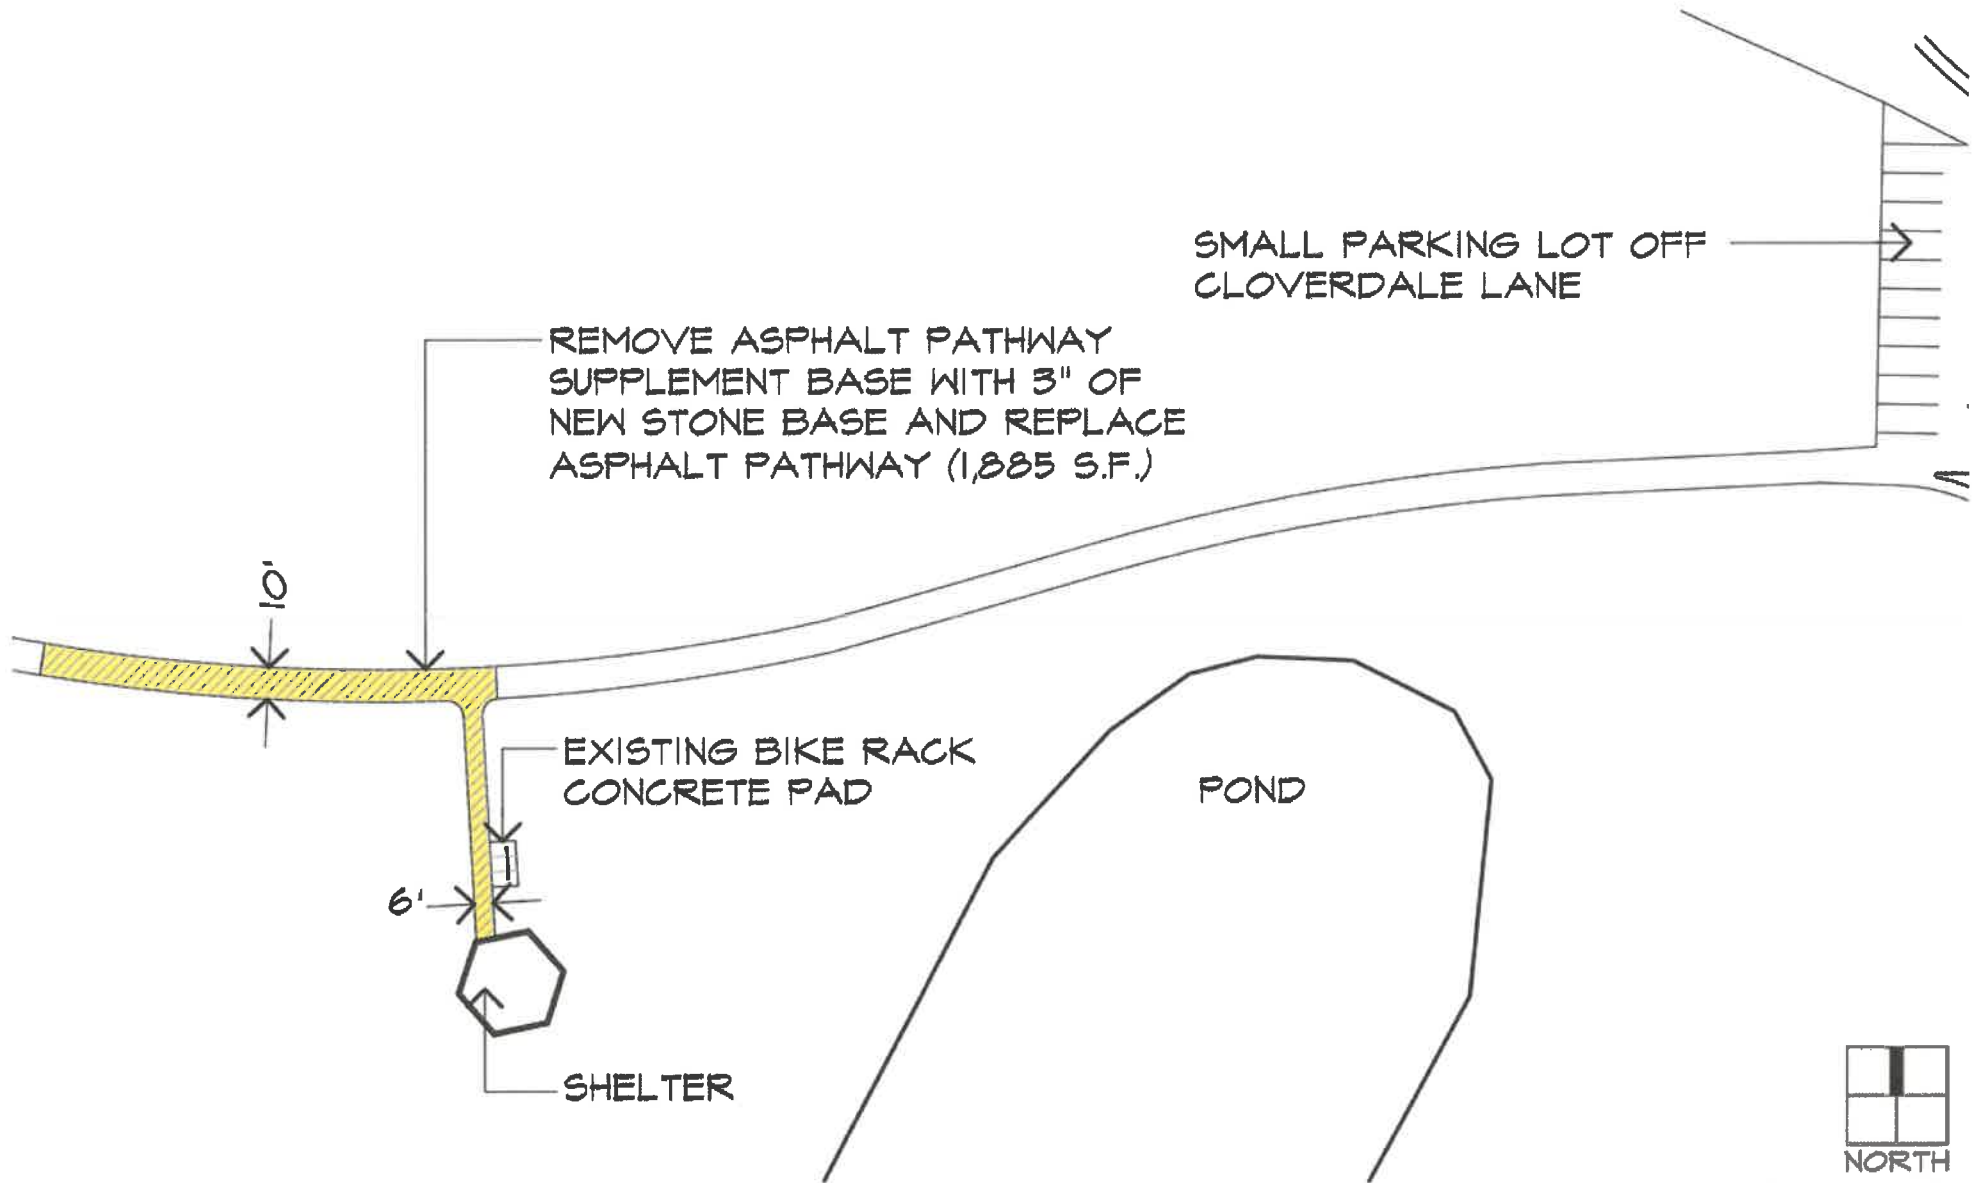 SMALL PARKING LOT OFF
CLOVERDALE LANE
REMOVE ASPHALT PATHWAY
SUPPLEMENT BASE WITH 3" OF
NEW STONE BASE AND REPLACE
ASPHALT PATHWAY (1,885 S.F.)
10'
EXISTING BIKE RACK
CONCRETE PAD
POND
6'
SHELTER
NORTH